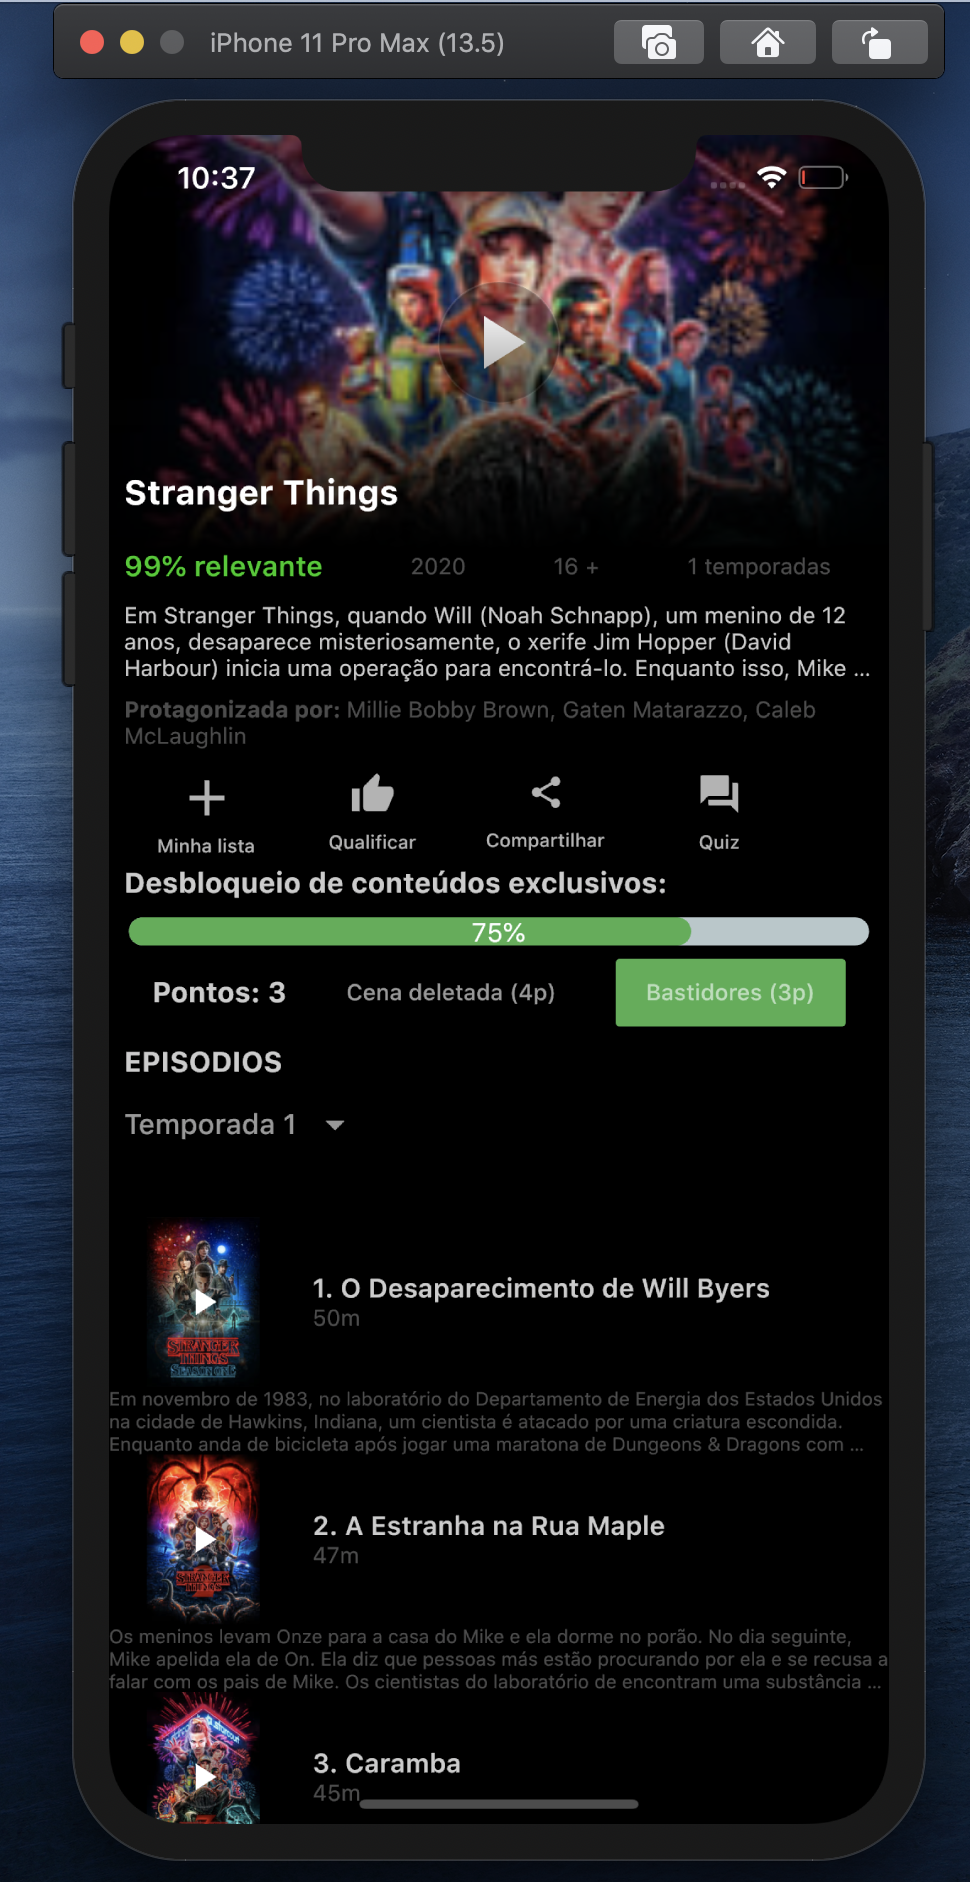 iPhone 11 Pro Max (13.5)
10:37
Stranger Things
99% relevante 2020 16 + 1 temporadas
Em Stranger Things, quando Will (Noah Schnapp), um menino de 12
anos, desaparece misteriosamente, o xerife Jim Hopper (David
Harbour) inicia uma operação para encontrá-lo. Enquanto isso, Mike ...
Protagonizada por: Millie Bobby Brown, Gaten Matarazzo, Caleb
McLaughlin
Minha lista Qualificar Compartilhar Quiz
Desbloqueio de conteúdos exclusivos:
75%
Pontos: 3 Cena deletada (4p) Bastidores (3p)
EPISODIOS
Temporada 1
1. O Desaparecimento de Will Byers
50m
STRANGER
THINGS
SEASON ONE
Em novembro de 1983, no laboratório do Departamento de Energia dos Estados Unidos
na cidade de Hawkins, Indiana, um cientista é atacado por uma criatura escondida.
Enquanto anda de bicicleta após jogar uma maratona de Dungeons & Dragons com ...
2. A Estranha na Rua Maple
47m
STRANGER
Os meninos levam Onze para a casa do Mike e ela dorme no porão. No dia seguinte,
Mike apelida ela de On. Ela diz que pessoas más estão procurando por ela e se recusa a
falar com os pais de Mike. Os cientistas do laboratório de encontram uma substância ...
3. Caramba
45m